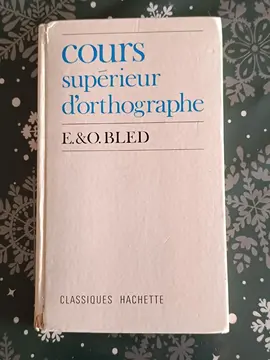 cours
supérieur
d'orthographe
E.&O.BLED
CLASSIQUES HACHETTE